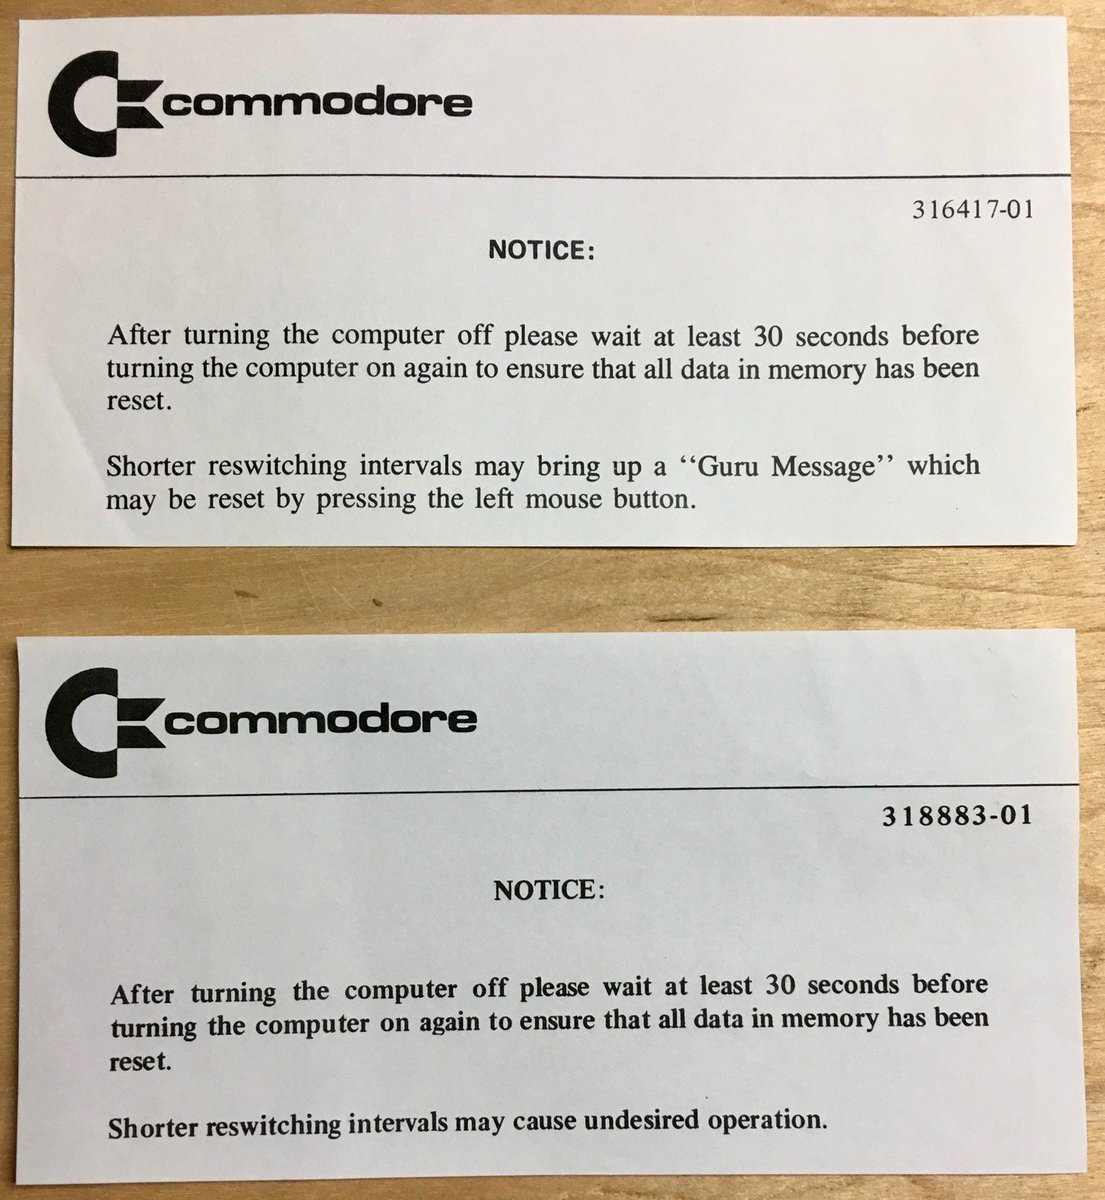 commodore
316417-01
NOTICE:
After turning the computer off please wait at least 30 seconds before
turning the computer on again to ensure that all data in memory has been
reset.
Shorter reswitching intervals may bring up a ‘‘Guru Message’’ which
may be reset by pressing the left mouse button.
commodore
318883-01
NOTICE:
After turning the computer off please wait at least 30 seconds before
turning the computer on again to ensure that all data in memory has been
reset.
Shorter reswitching intervals may cause undesired operation.